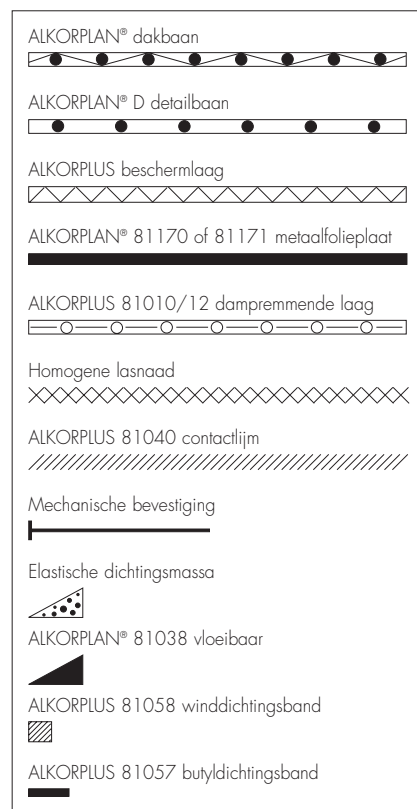 ALKORPLAN® dakbaan
ALKORPLAN® D detailbaan
ALKORPLUS beschermlaag
ALKORPLAN® 81170 of 81171 metaalfolieplaat
ALKORPLUS 81010/12 dampremmende laag
Homogene lasnaad
ALKORPLUS 81040 contactlijm
Mechanische bevestiging
Elastische dichtingsmassa
ALKORPLAN® 81038 vloeibaar
ALKORPLUS 81058 winddichtingsband
ALKORPLUS 81057 butyldichtingsband